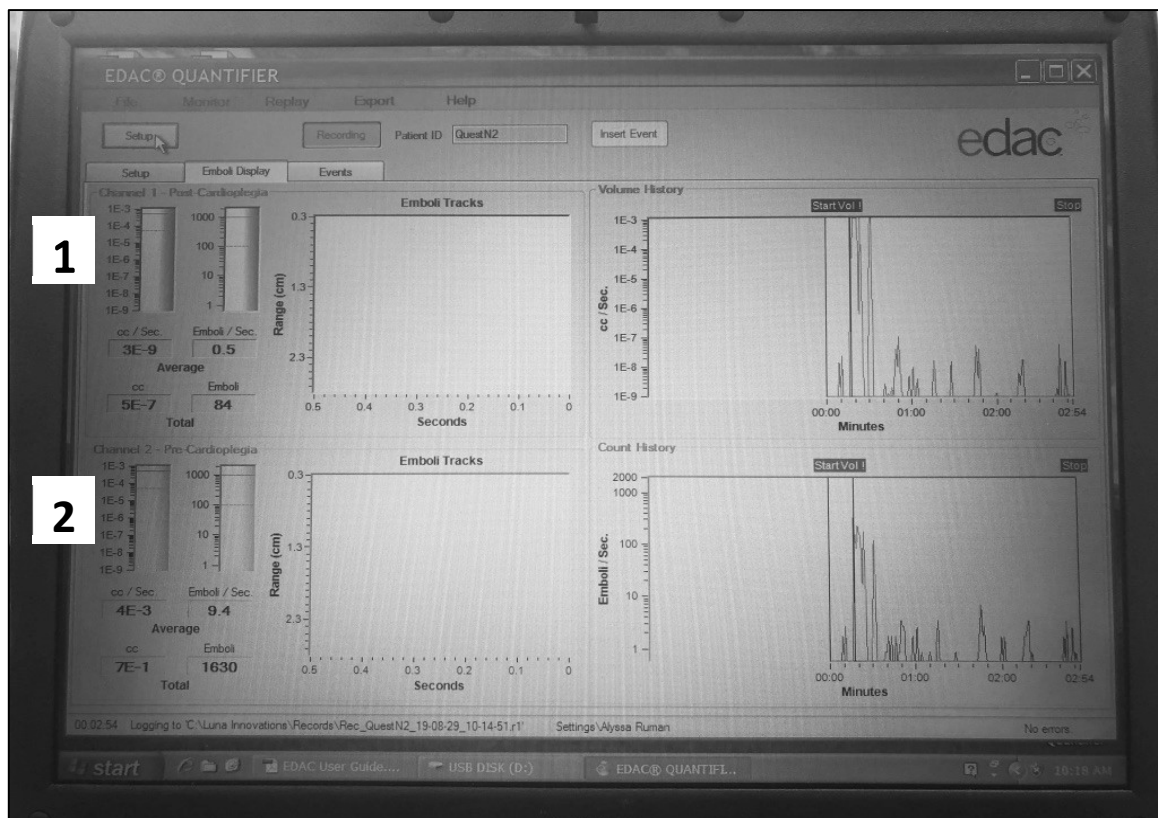 EDAC® QUANTIFIER
File Monitor Replay Export Help
Setup Recording Patient ID QuestN2 Insert Event
edac
Setup Emboli Display Events
1
Channel 1 - Post-Cardioplegia
1E-3
1E-4
1E-5
1E-6
1E-7
1E-8
1E-9
1000
100
10
1
cc / Sec. Emboli / Sec.
3E-9 0.5
Average
cc Emboli
5E-7 84
Total
Emboli Tracks
Range (cm)
0.3
1.3
2.3
0.5 0.4 0.3 0.2 0.1 0
Seconds
Volume History
Start Vol ! Stop
cc / Sec.
1E-3
1E-4
1E-5
1E-6
1E-7
1E-8
1E-9
00:00 01:00 02:00 02:54
Minutes
2
Channel 2 - Pre-Cardioplegia
1E-3
1E-4
1E-5
1E-6
1E-7
1E-8
1E-9
1000
100
10
1
cc / Sec. Emboli / Sec.
4E-3 9.4
Average
cc Emboli
7E-1 1630
Total
Emboli Tracks
Range (cm)
0.3
1.3
2.3
0.5 0.4 0.3 0.2 0.1 0
Seconds
Count History
Start Vol ! Stop
Emboli / Sec.
2000
1000
100
10
1
00:00 01:00 02:00 02:54
Minutes
00:02:54 Logging to 'C:\Luna Innovations\Records\Rec_QuestN2_19-08-29_10-14-51.r1' Settings\Alyssa Ruman No errors
start EDAC User Guide.... USB DISK (D:) EDAC® QUANTIFI... 10:18 AM